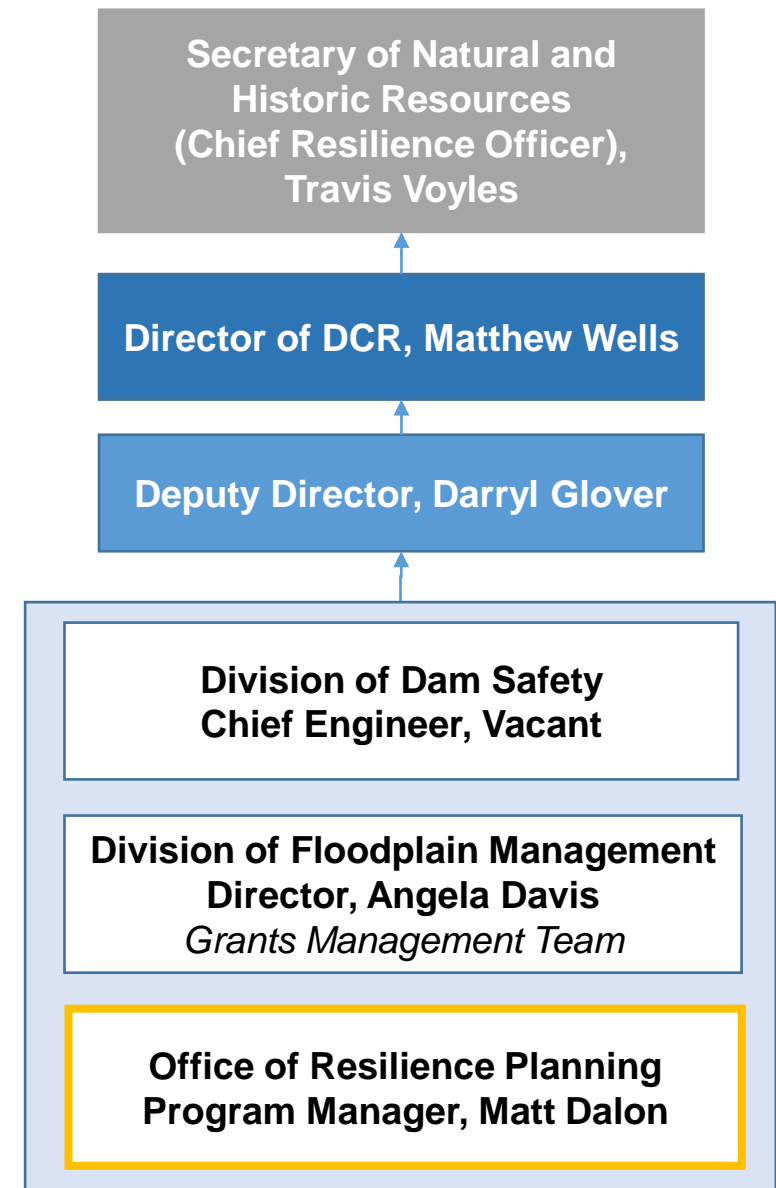 Secretary of Natural and
Historic Resources
(Chief Resilience Officer),
Travis Voyles
Director of DCR, Matthew Wells
Deputy Director, Darryl Glover
Division of Dam Safety
Chief Engineer, Vacant
Division of Floodplain Management
Director, Angela Davis
Grants Management Team
Office of Resilience Planning
Program Manager, Matt Dalon